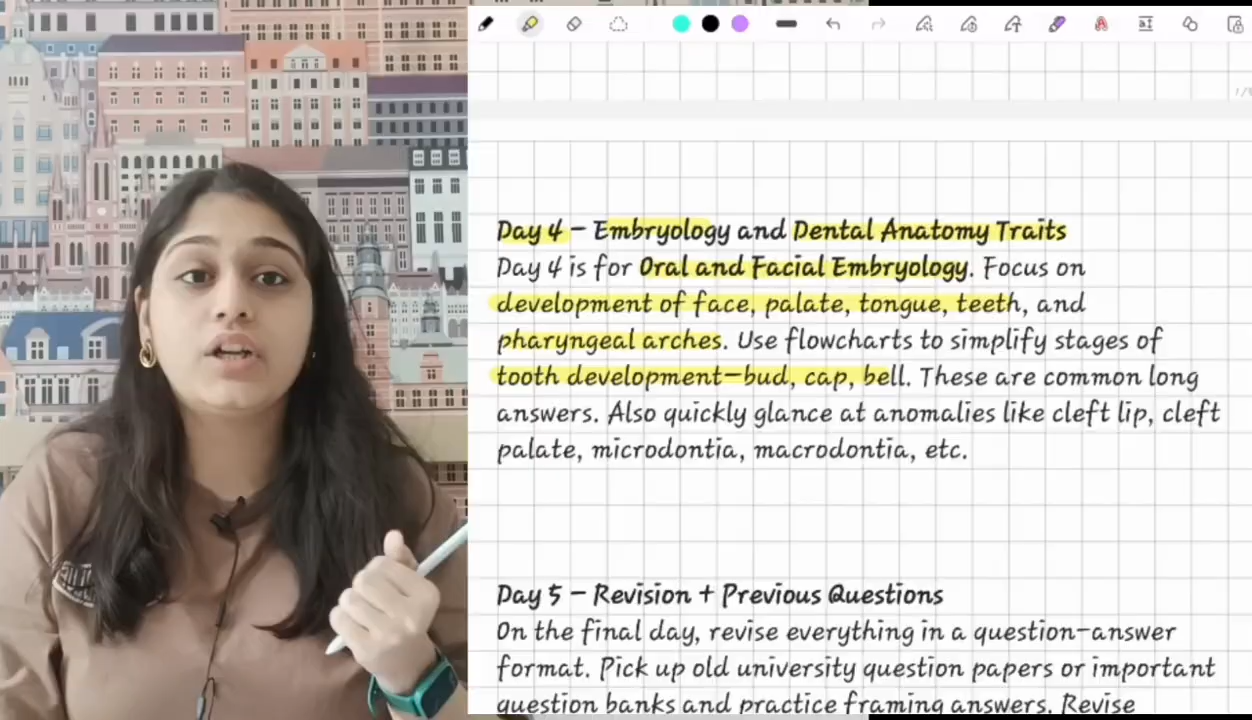 Day 4 – Embryology and Dental Anatomy Traits
Day 4 is for Oral and Facial Embryology. Focus on
development of face, palate, tongue, teeth, and
pharyngeal arches. Use flowcharts to simplify stages of
tooth development—bud, cap, bell. These are common long
answers. Also quickly glance at anomalies like cleft lip, cleft
palate, microdontia, macrodontia, etc.
Day 5 – Revision + Previous Questions
On the final day, revise everything in a question-answer
format. Pick up old university question papers or important
question banks and practice framing answers. Revise